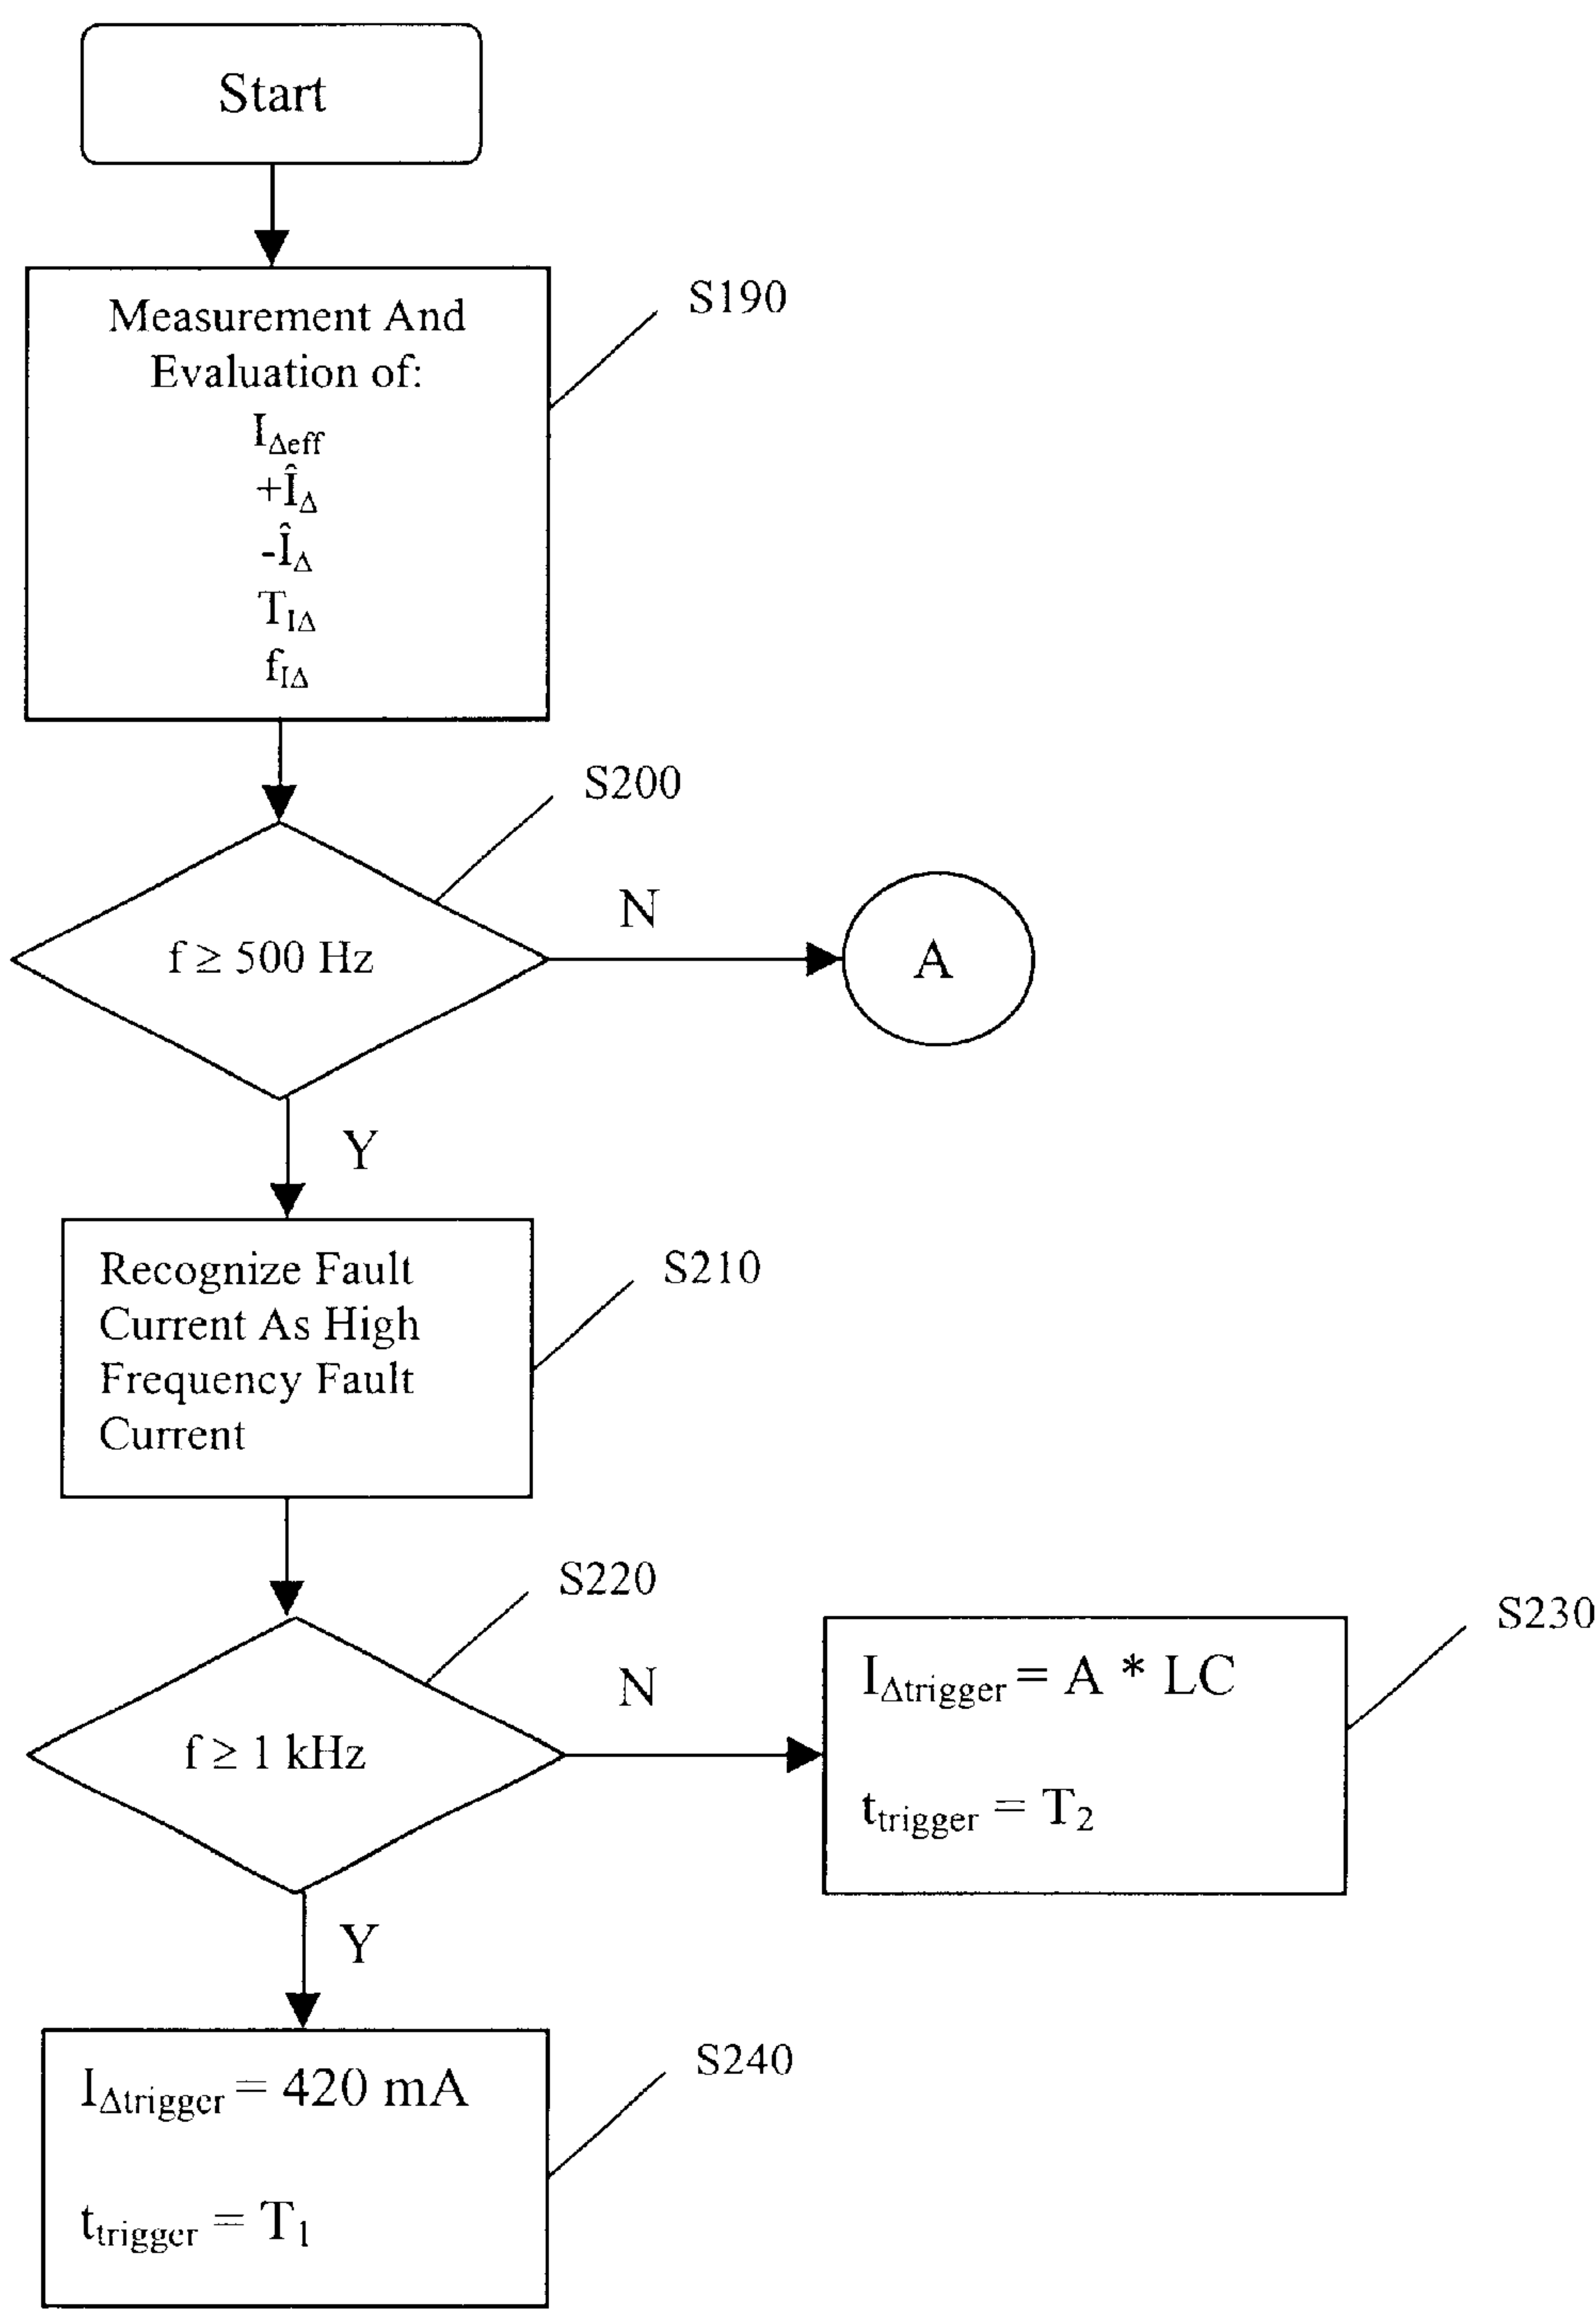 Start
Measurement And
Evaluation of:
I_Δeff
+Î_Δ
-Î_Δ
T_IΔ
f_IΔ
S190
S200
f ≥ 500 Hz
N
A
Y
Recognize Fault
Current As High
Frequency Fault
Current
S210
S220
f ≥ 1 kHz
N
I_Δtrigger = A * LC
t_trigger = T_2
S230
Y
I_Δtrigger = 420 mA
t_trigger = T_1
S240